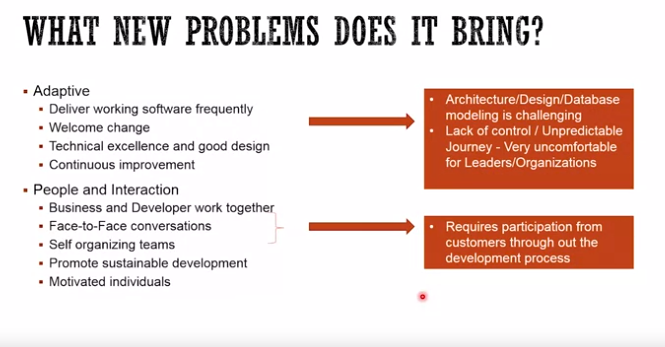 WHAT NEW PROBLEMS DOES IT BRING?
▪ Adaptive
▪ Deliver working software frequently
▪ Welcome change
▪ Technical excellence and good design
▪ Continuous improvement
▪ People and Interaction
▪ Business and Developer work together
▪ Face-to-Face conversations
▪ Self organizing teams
▪ Promote sustainable development
▪ Motivated individuals
• Architecture/Design/Database
modeling is challenging
• Lack of control / Unpredictable
Journey - Very uncomfortable
for Leaders/Organizations
• Requires participation from
customers through out the
development process